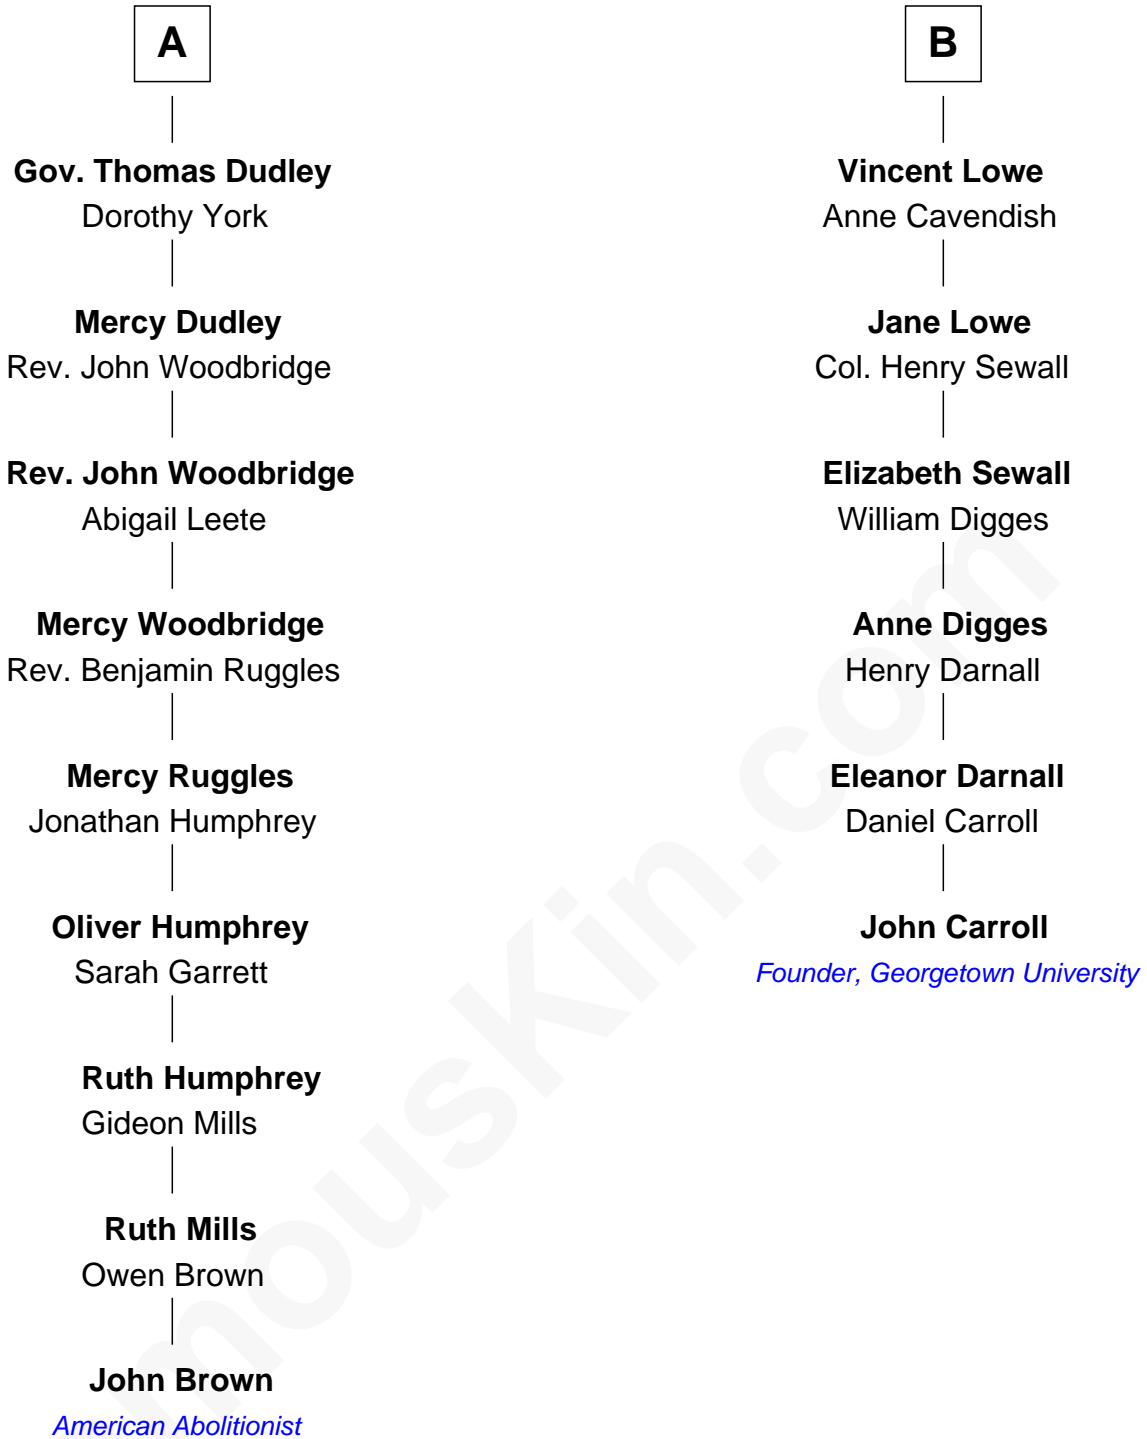 A
Gov. Thomas Dudley
Dorothy York
Mercy Dudley
Rev. John Woodbridge
Rev. John Woodbridge
Abigail Leete
Mercy Woodbridge
Rev. Benjamin Ruggles
Mercy Ruggles
Jonathan Humphrey
Oliver Humphrey
Sarah Garrett
Ruth Humphrey
Gideon Mills
Ruth Mills
Owen Brown
John Brown
American Abolitionist
B
Vincent Lowe
Anne Cavendish
Jane Lowe
Col. Henry Sewall
Elizabeth Sewall
William Digges
Anne Digges
Henry Darnall
Eleanor Darnall
Daniel Carroll
John Carroll
Founder, Georgetown University
mousKin.com